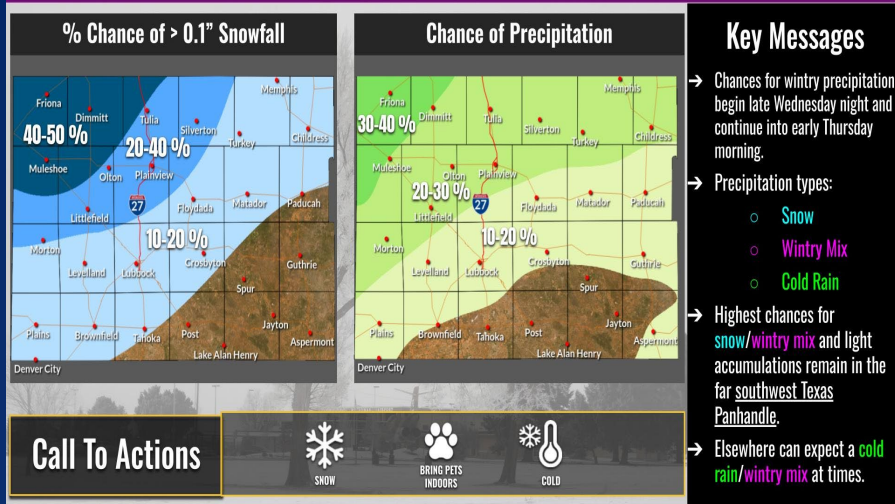 % Chance of > 0.1" Snowfall
Friona
Dimmitt
Tulia
Memphis
40-50 %
Silverton
Turkey
Childress
20-40 %
Muleshoe
Olton
Plainview
27
Littlefield
Floydada
Matador
Paducah
10-20 %
Morton
Levelland
Lubbock
Crosbyton
Guthrie
Spur
Plains
Brownfield
Tahoka
Post
Jayton
Aspermont
Lake Alan Henry
Denver City
Chance of Precipitation
Friona
Dimmitt
Tulia
Memphis
30-40 %
Silverton
Turkey
Childress
Muleshoe
Olton
Plainview
20-30 %
27
Littlefield
Floydada
Matador
Paducah
10-20 %
Morton
Levelland
Lubbock
Crosbyton
Guthrie
Spur
Plains
Brownfield
Tahoka
Post
Jayton
Aspermont
Lake Alan Henry
Denver City
Key Messages
→ Chances for wintry precipitation
begin late Wednesday night and
continue into early Thursday
morning.
→ Precipitation types:
○ Snow
○ Wintry Mix
○ Cold Rain
→ Highest chances for
snow/wintry mix and light
accumulations remain in the
far southwest Texas
Panhandle.
→ Elsewhere can expect a cold
rain/wintry mix at times.
Call To Actions
SNOW
BRING PETS
INDOORS
COLD